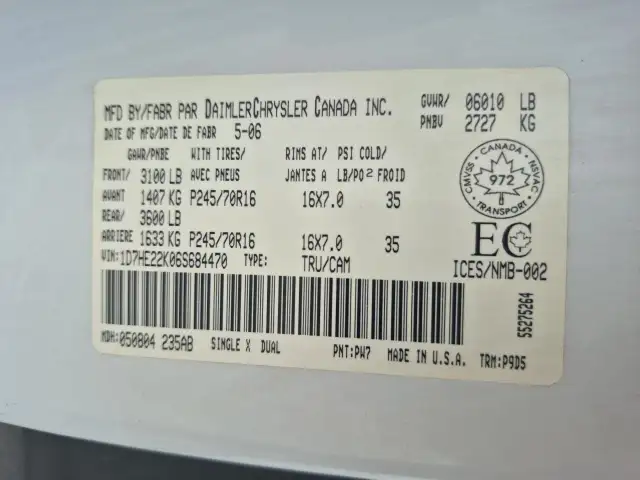 MFD BY/FABR PAR DAIMLERCHRYSLER CANADA INC.
GVWR/ 06010 LB
DATE OF MFG/DATE DE FABR 5-06
PNBV 2727 KG
GAWR/PNBE WITH TIRES/ RIMS AT/ PSI COLD/
FRONT/ 3100 LB AVEC PNEUS JANTES A LB/PO2 FROID
AVANT 1407 KG P245/70R16 16X7.0 35
REAR/ 3600 LB
ARRIERE 1633 KG P245/70R16 16X7.0 35
VIN: 1D7HE22K06S684470 TYPE: TRU/CAM
CANADA
CMVSS 972 NSVAC
TRANSPORT
EC
ICES/NMB-002
55275264
MDH: 050804 235AB SINGLE X DUAL
PNT: PW7 MADE IN U.S.A. TRM: P9D5